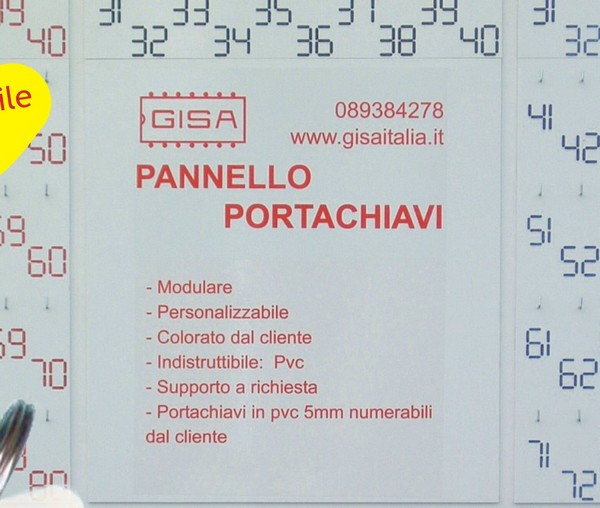 31 33 35 37 39
32 34 36 38 40
31
32
40
ile
50
60
70
80
41
42
51
52
61
62
71
72
GISA
089384278
www.gisaitalia.it
PANNELLO
PORTACHIAVI
- Modulare
- Personalizzabile
- Colorato dal cliente
- Indistruttibile: Pvc
- Supporto a richiesta
- Portachiavi in pvc 5mm numerabili
dal cliente